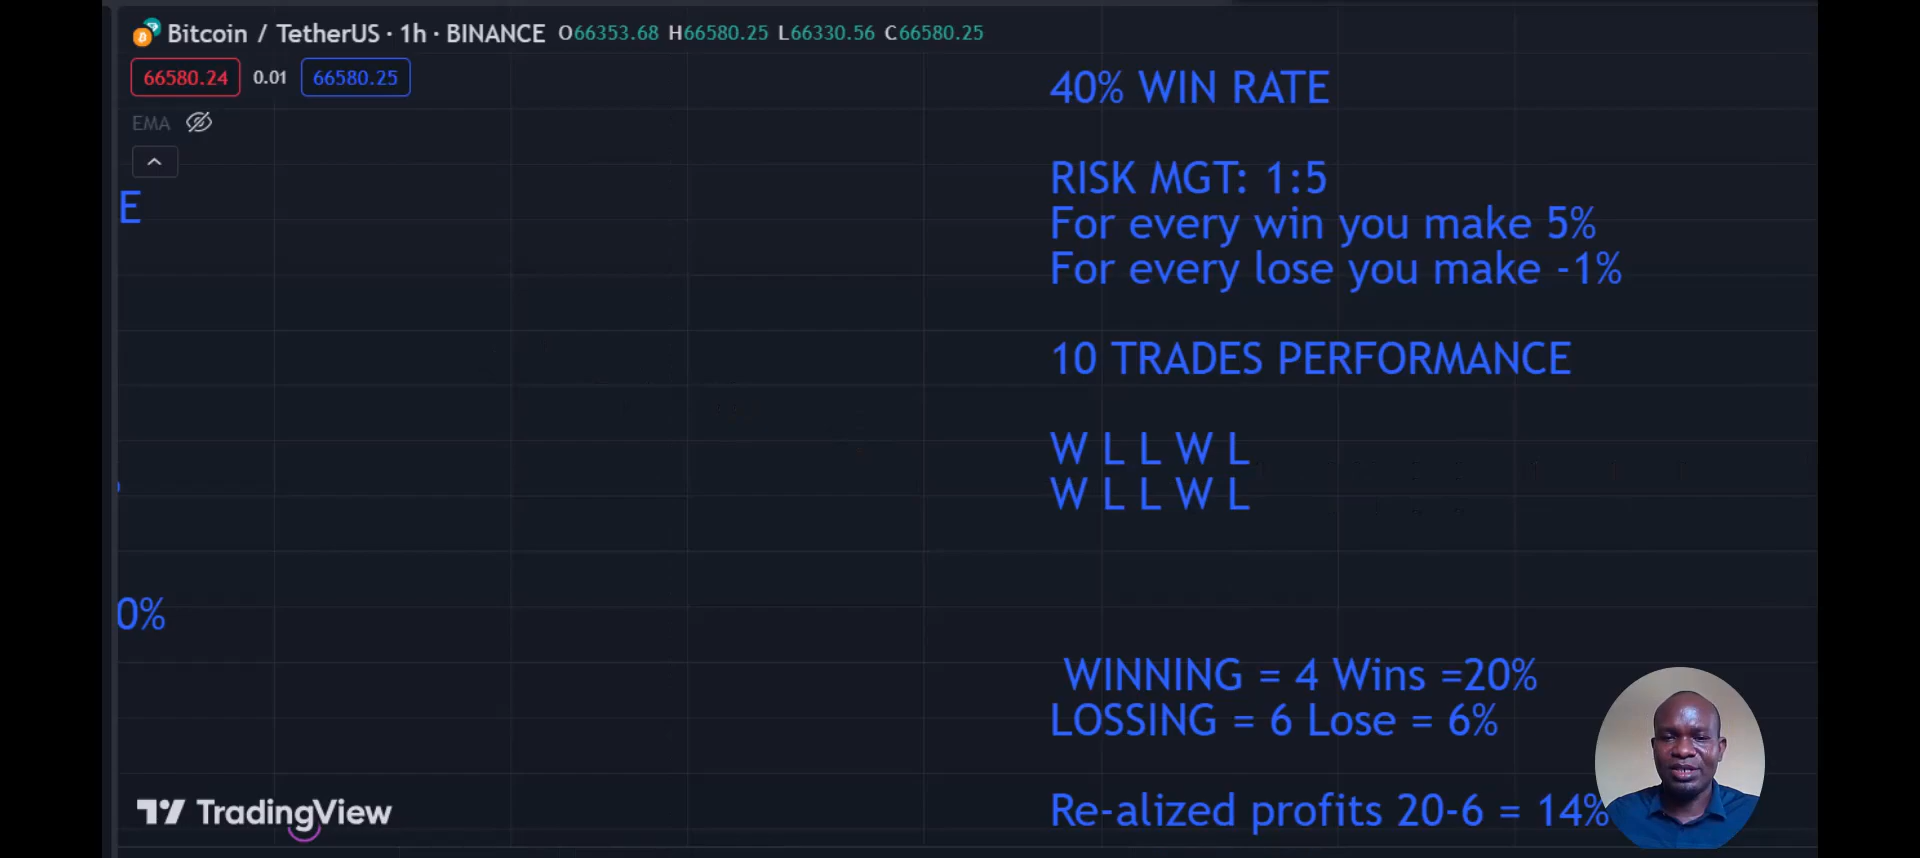 Bitcoin / TetherUS · 1h · BINANCE O66353.68 H66580.25 L66330.56 C66580.25
66580.24 0.01 66580.25
EMA
E
0%
40% WIN RATE
RISK MGT: 1:5
For every win you make 5%
For every lose you make -1%
10 TRADES PERFORMANCE
W L L W L
W L L W L
WINNING = 4 Wins =20%
LOSSING = 6 Lose = 6%
Re-alized profits 20-6 = 14%
TradingView